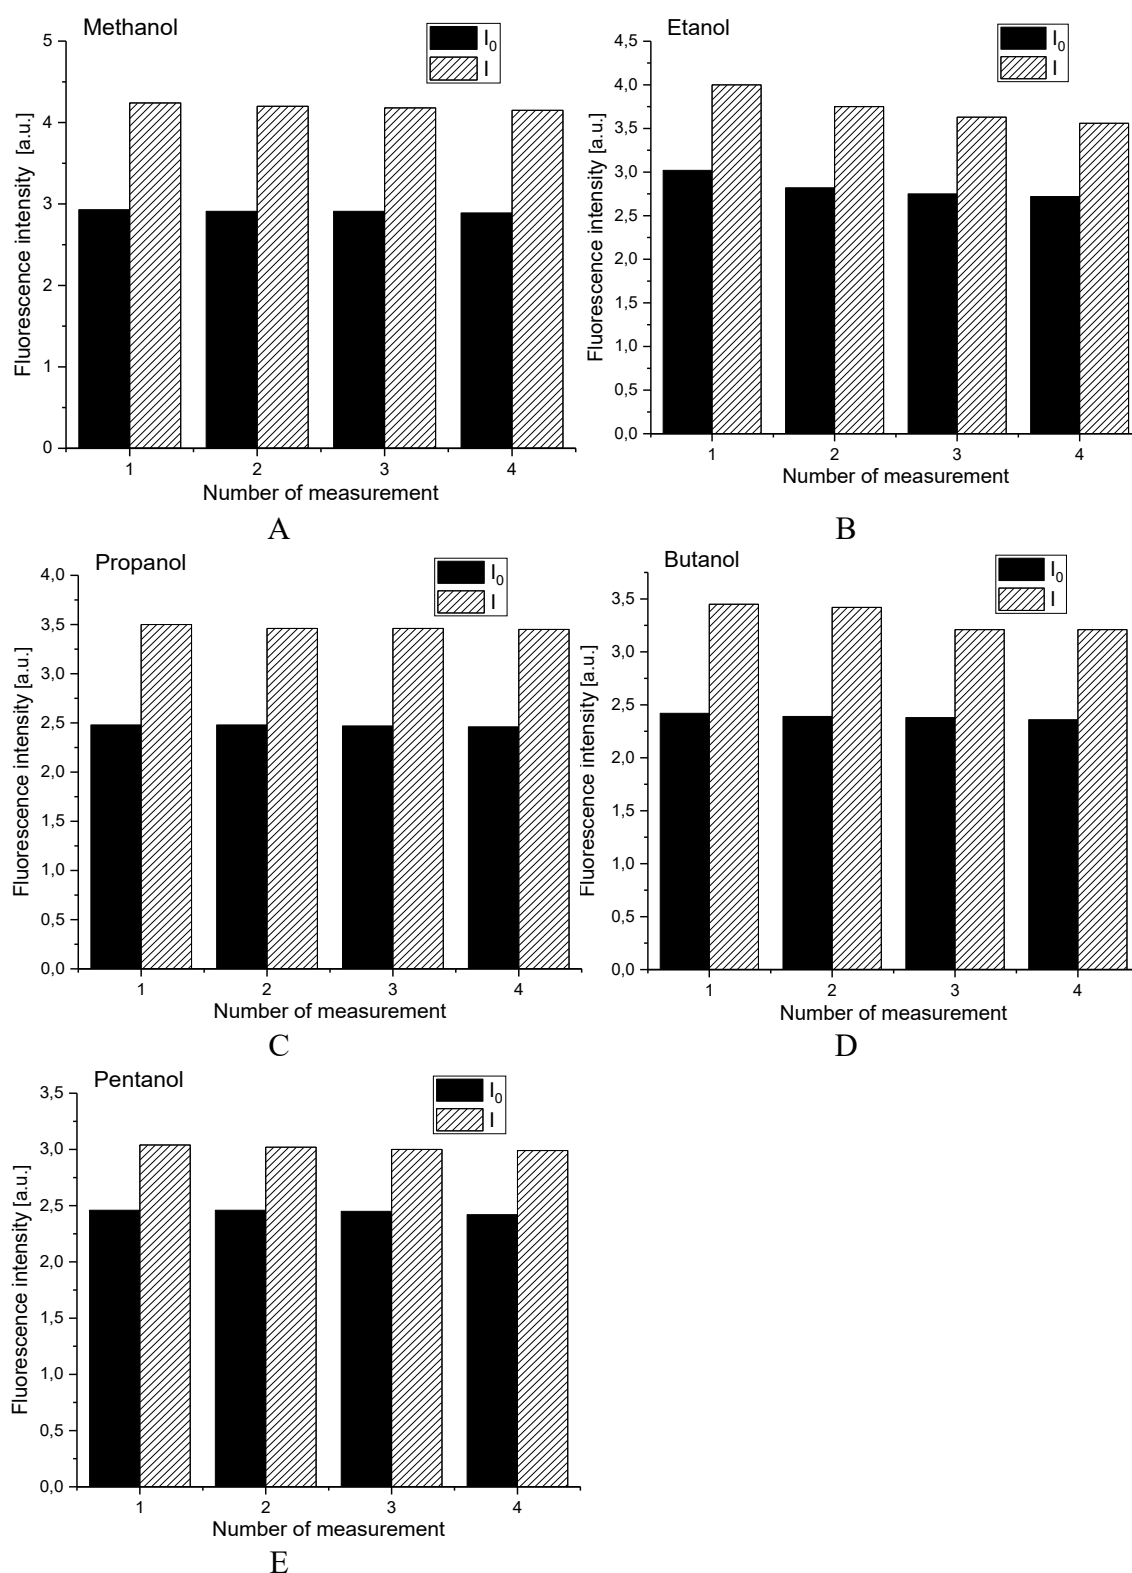 Methanol
I0
I
5
4
3
2
1
0
Fluorescence intensity [a.u.]
1 2 3 4
Number of measurement
A
Etanol
I0
I
4,5
4,0
3,5
3,0
2,5
2,0
1,5
1,0
0,5
0,0
Fluorescence intensity [a.u.]
1 2 3 4
Number of measurement
B
Propanol
I0
I
4,0
3,5
3,0
2,5
2,0
1,5
1,0
0,5
0,0
Fluorescence intensity [a.u.]
1 2 3 4
Number of measurement
C
Butanol
I0
I
3,5
3,0
2,5
2,0
1,5
1,0
0,5
0,0
Fluorescence intensity [a.u.]
1 2 3 4
Number of measurement
D
Pentanol
I0
I
3,5
3,0
2,5
2,0
1,5
1,0
0,5
0,0
Fluorescence intensity [a.u.]
1 2 3 4
Number of measurement
E